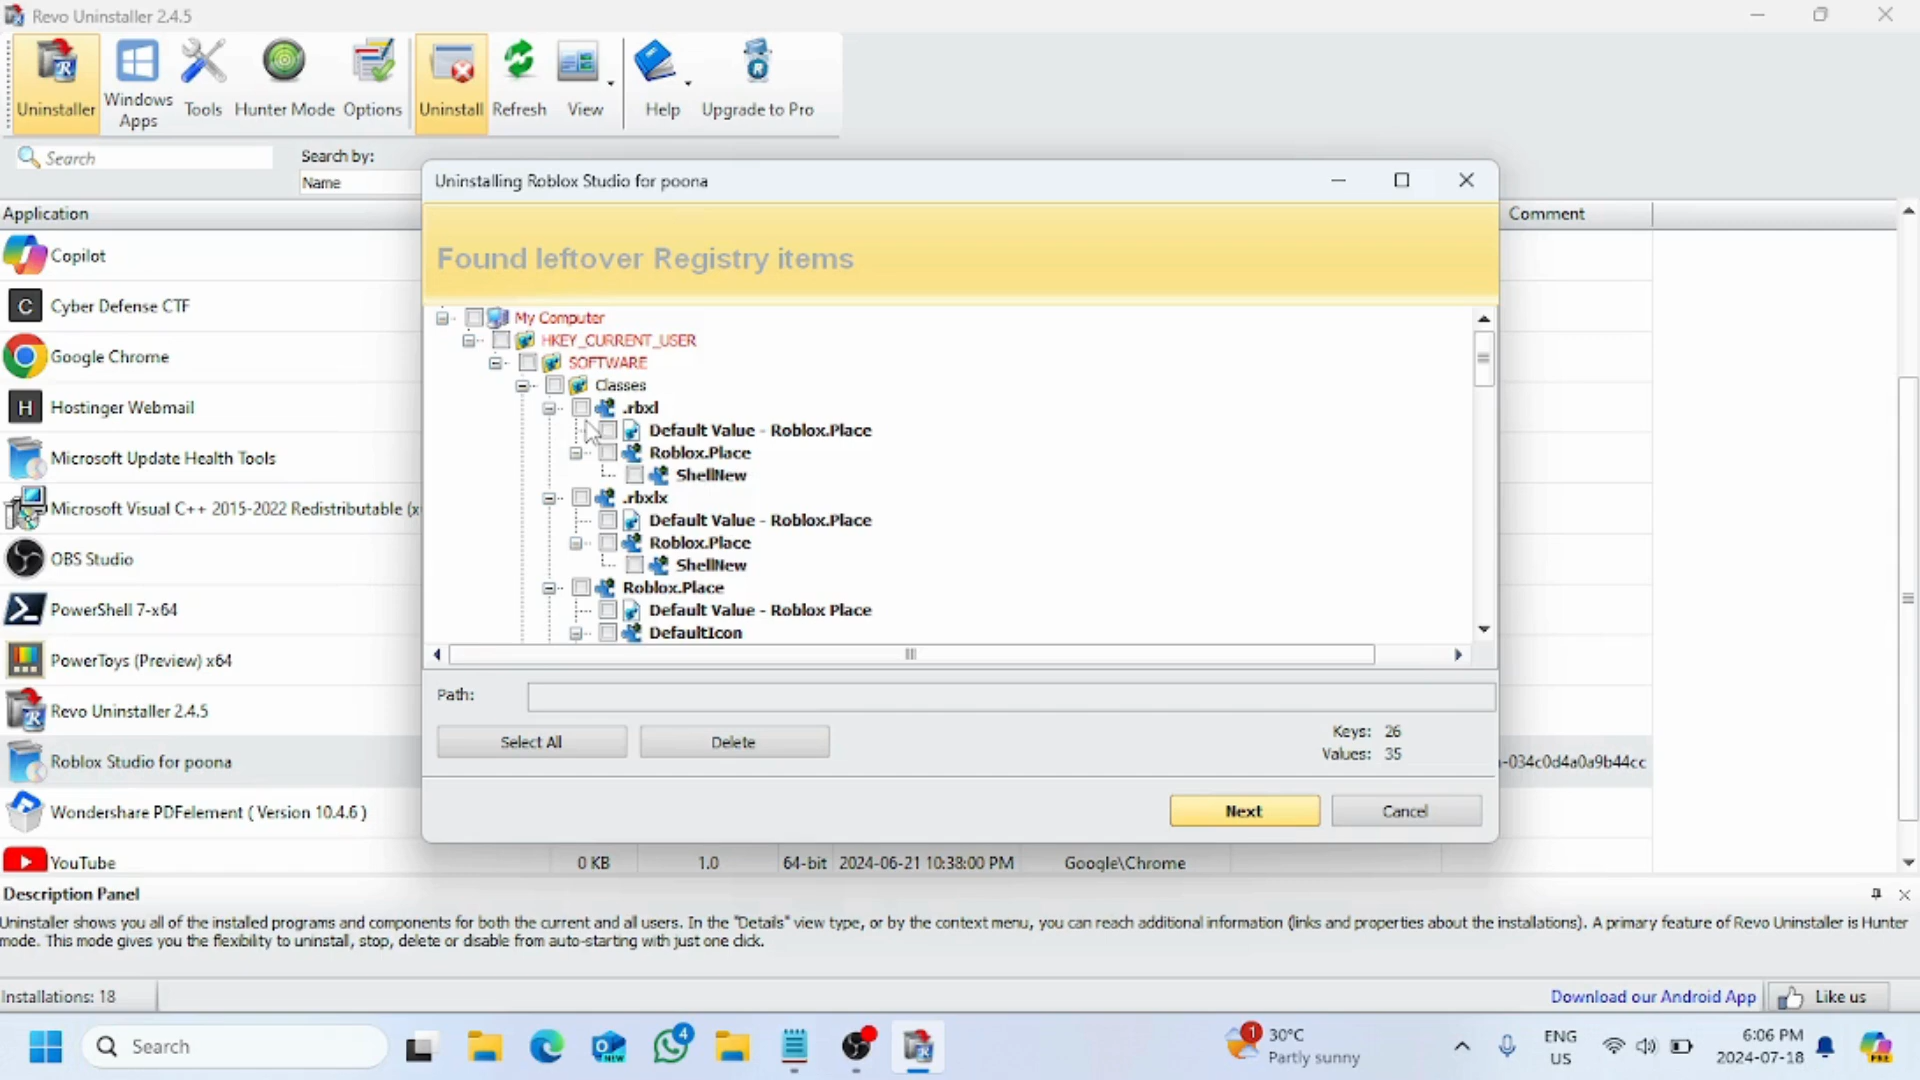 Revo Uninstaller 2.4.5
Uninstaller
Windows Apps
Tools
Hunter Mode
Options
Uninstall
Refresh
View
Help
Upgrade to Pro
Search
Search by:
Name
Application
Comment
Copilot
Cyber Defense CTF
Google Chrome
Hostinger Webmail
Microsoft Update Health Tools
Microsoft Visual C++ 2015-2022 Redistributable (x
OBS Studio
PowerShell 7-x64
PowerToys (Preview) x64
Revo Uninstaller 2.4.5
Roblox Studio for poona
-034c0d4a0a9b44cc
Wondershare PDFelement ( Version 10.4.6 )
YouTube 0 KB 1.0 64-bit 2024-06-21 10:38:00 PM Google\Chrome
Uninstalling Roblox Studio for poona
Found leftover Registry items
My Computer
HKEY_CURRENT_USER
SOFTWARE
Classes
.rbxl
Default Value - Roblox.Place
Roblox.Place
ShellNew
.rbxlx
Default Value - Roblox.Place
Roblox.Place
ShellNew
Roblox.Place
Default Value - Roblox Place
DefaultIcon
Path:
Select All
Delete
Keys: 26
Values: 35
Next
Cancel
Description Panel
Uninstaller shows you all of the installed programs and components for both the current and all users. In the "Details" view type, or by the context menu, you can reach additional information (links and properties about the installations). A primary feature of Revo Uninstaller is Hunter
mode. This mode gives you the flexibility to uninstall, stop, delete or disable from auto-starting with just one click.
Installations: 18
Download our Android App
Like us
Search
NEW
4
1
30°C
Partly sunny
ENG
US
6:06 PM
2024-07-18
PRE